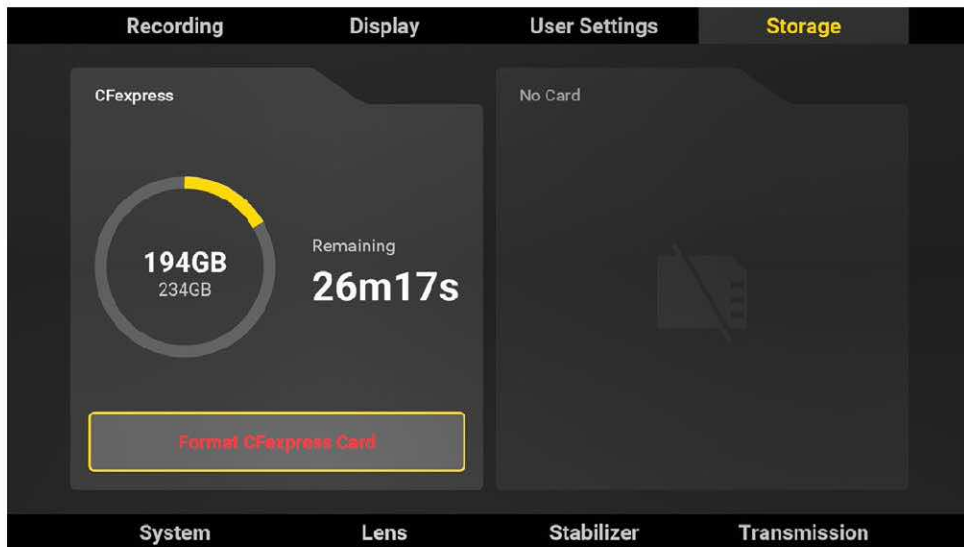 Recording Display User Settings Storage
CFexpress
No Card
194GB
234GB
Remaining
26m17s
Format CFexpress Card
System Lens Stabilizer Transmission